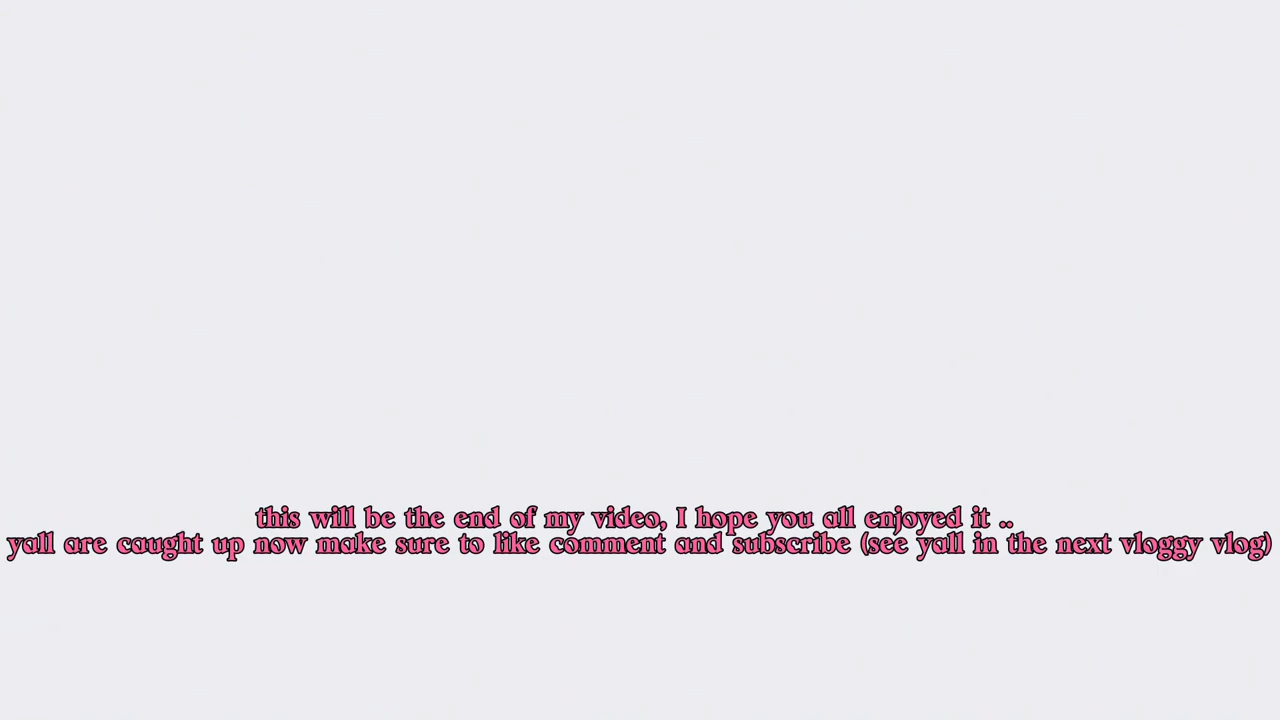 this will be the end of my video, I hope you all enjoyed it ..
yall are caught up now make sure to like comment and subscribe (see yall in the next vloggy vlog)